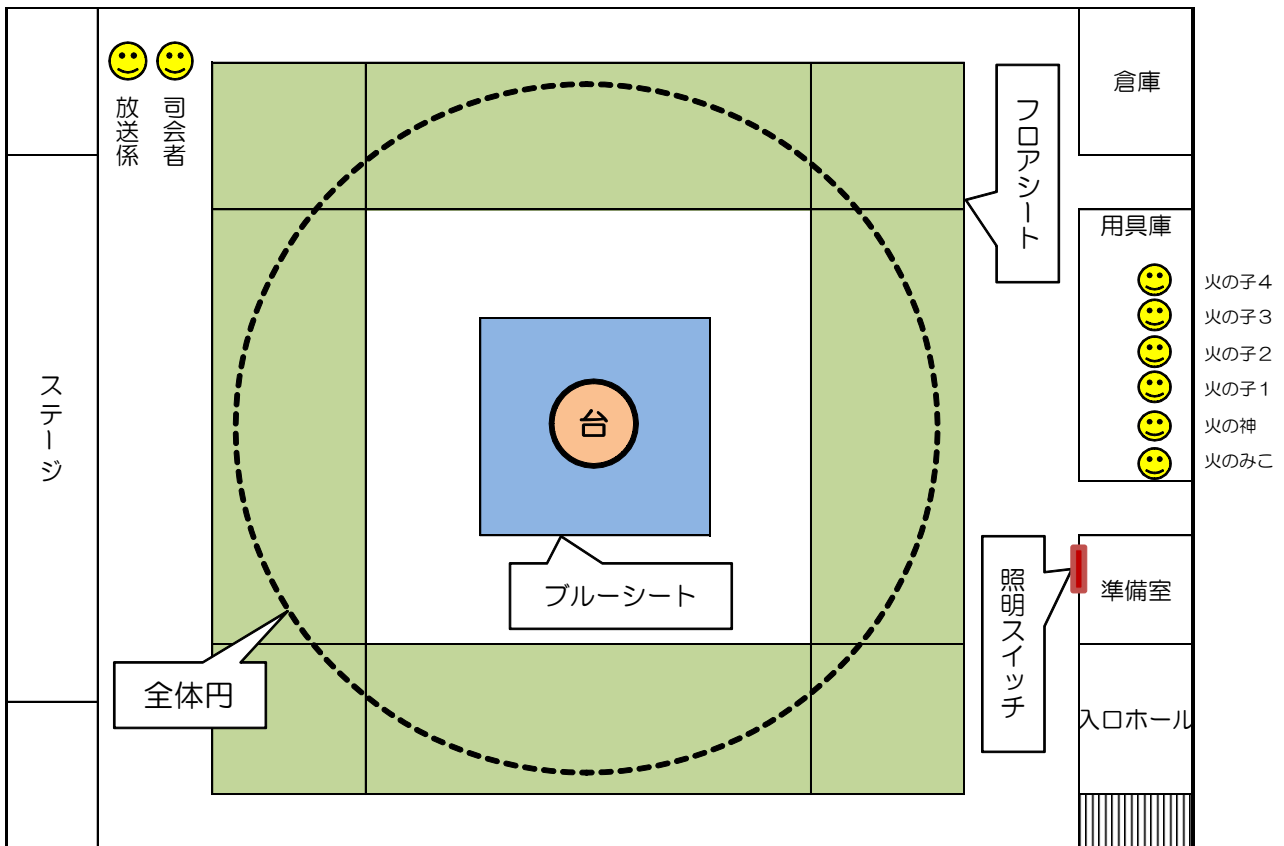 放送係
司会者
フロアシート
倉庫
用具庫
火の子4
火の子3
火の子2
火の子1
火の神
火のみこ
ステージ
台
ブルーシート
照明スイッチ
準備室
全体円
入口ホール